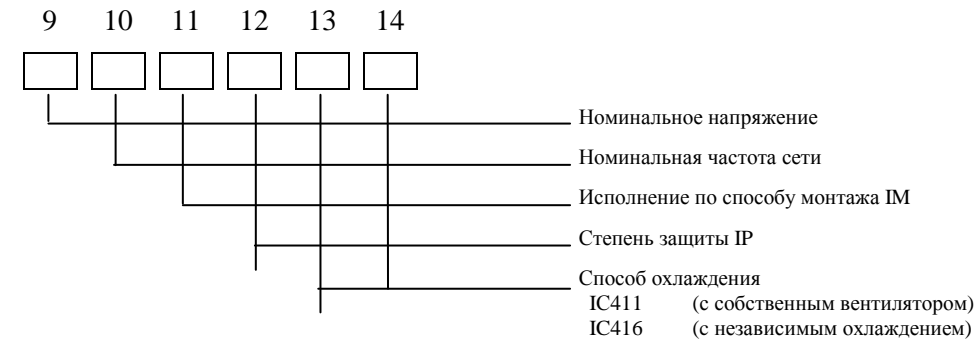 9 10 11 12 13 14
Номинальное напряжение
Номинальная частота сети
Исполнение по способу монтажа IM
Степень защиты IP
Способ охлаждения
IC411 (с собственным вентилятором)
IC416 (с независимым охлаждением)